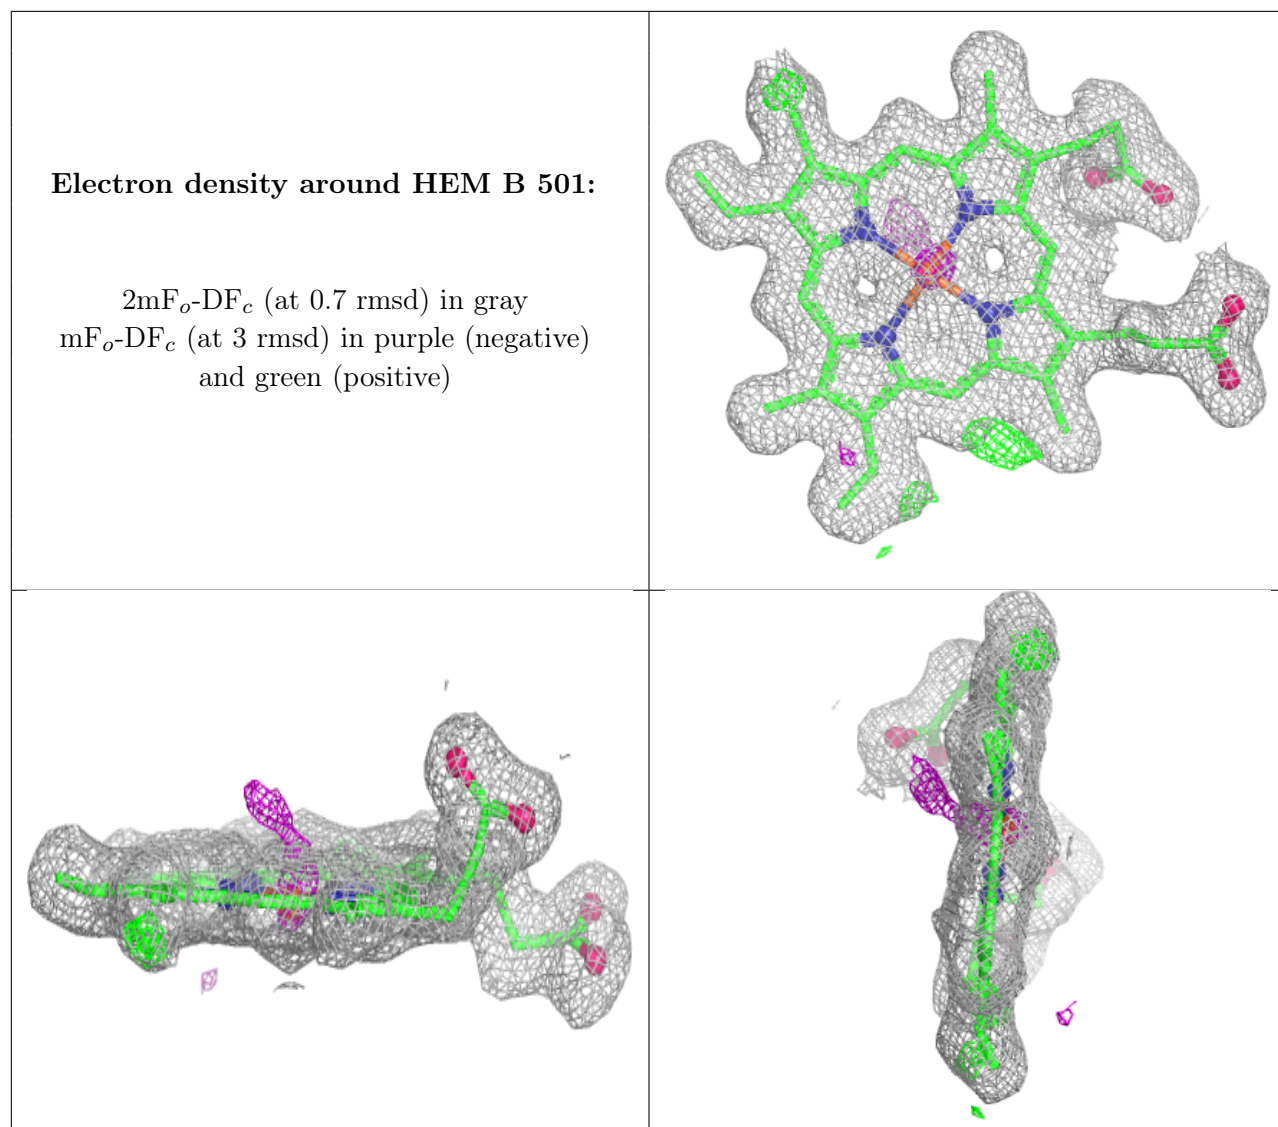 Electron density around HEM B 501:
2mFo-DFc (at 0.7 rmsd) in gray
mFo-DFc (at 3 rmsd) in purple (negative)
and green (positive)